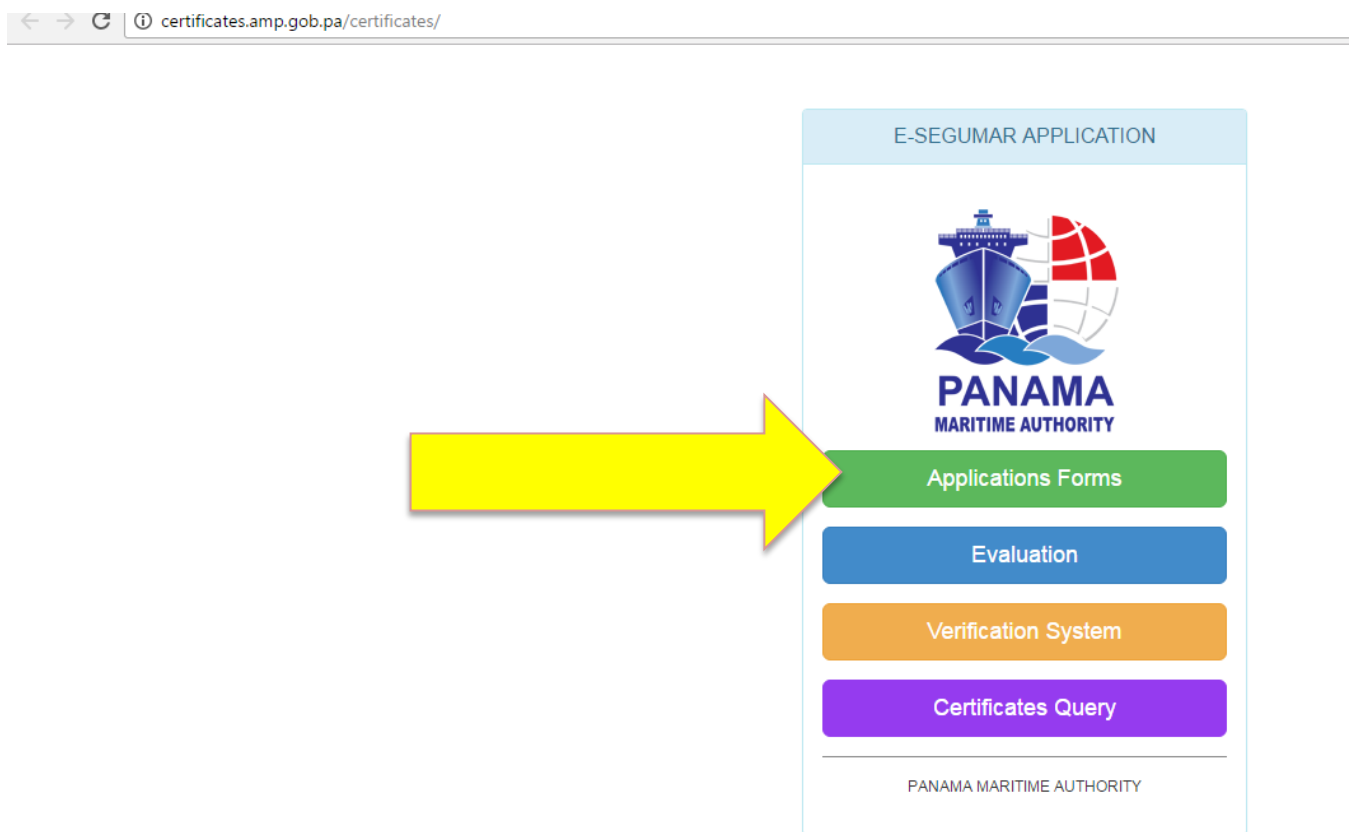 certificates.amp.gob.pa/certificates/
E-SEGUMAR APPLICATION
PANAMA
MARITIME AUTHORITY
Applications Forms
Evaluation
Verification System
Certificates Query
PANAMA MARITIME AUTHORITY